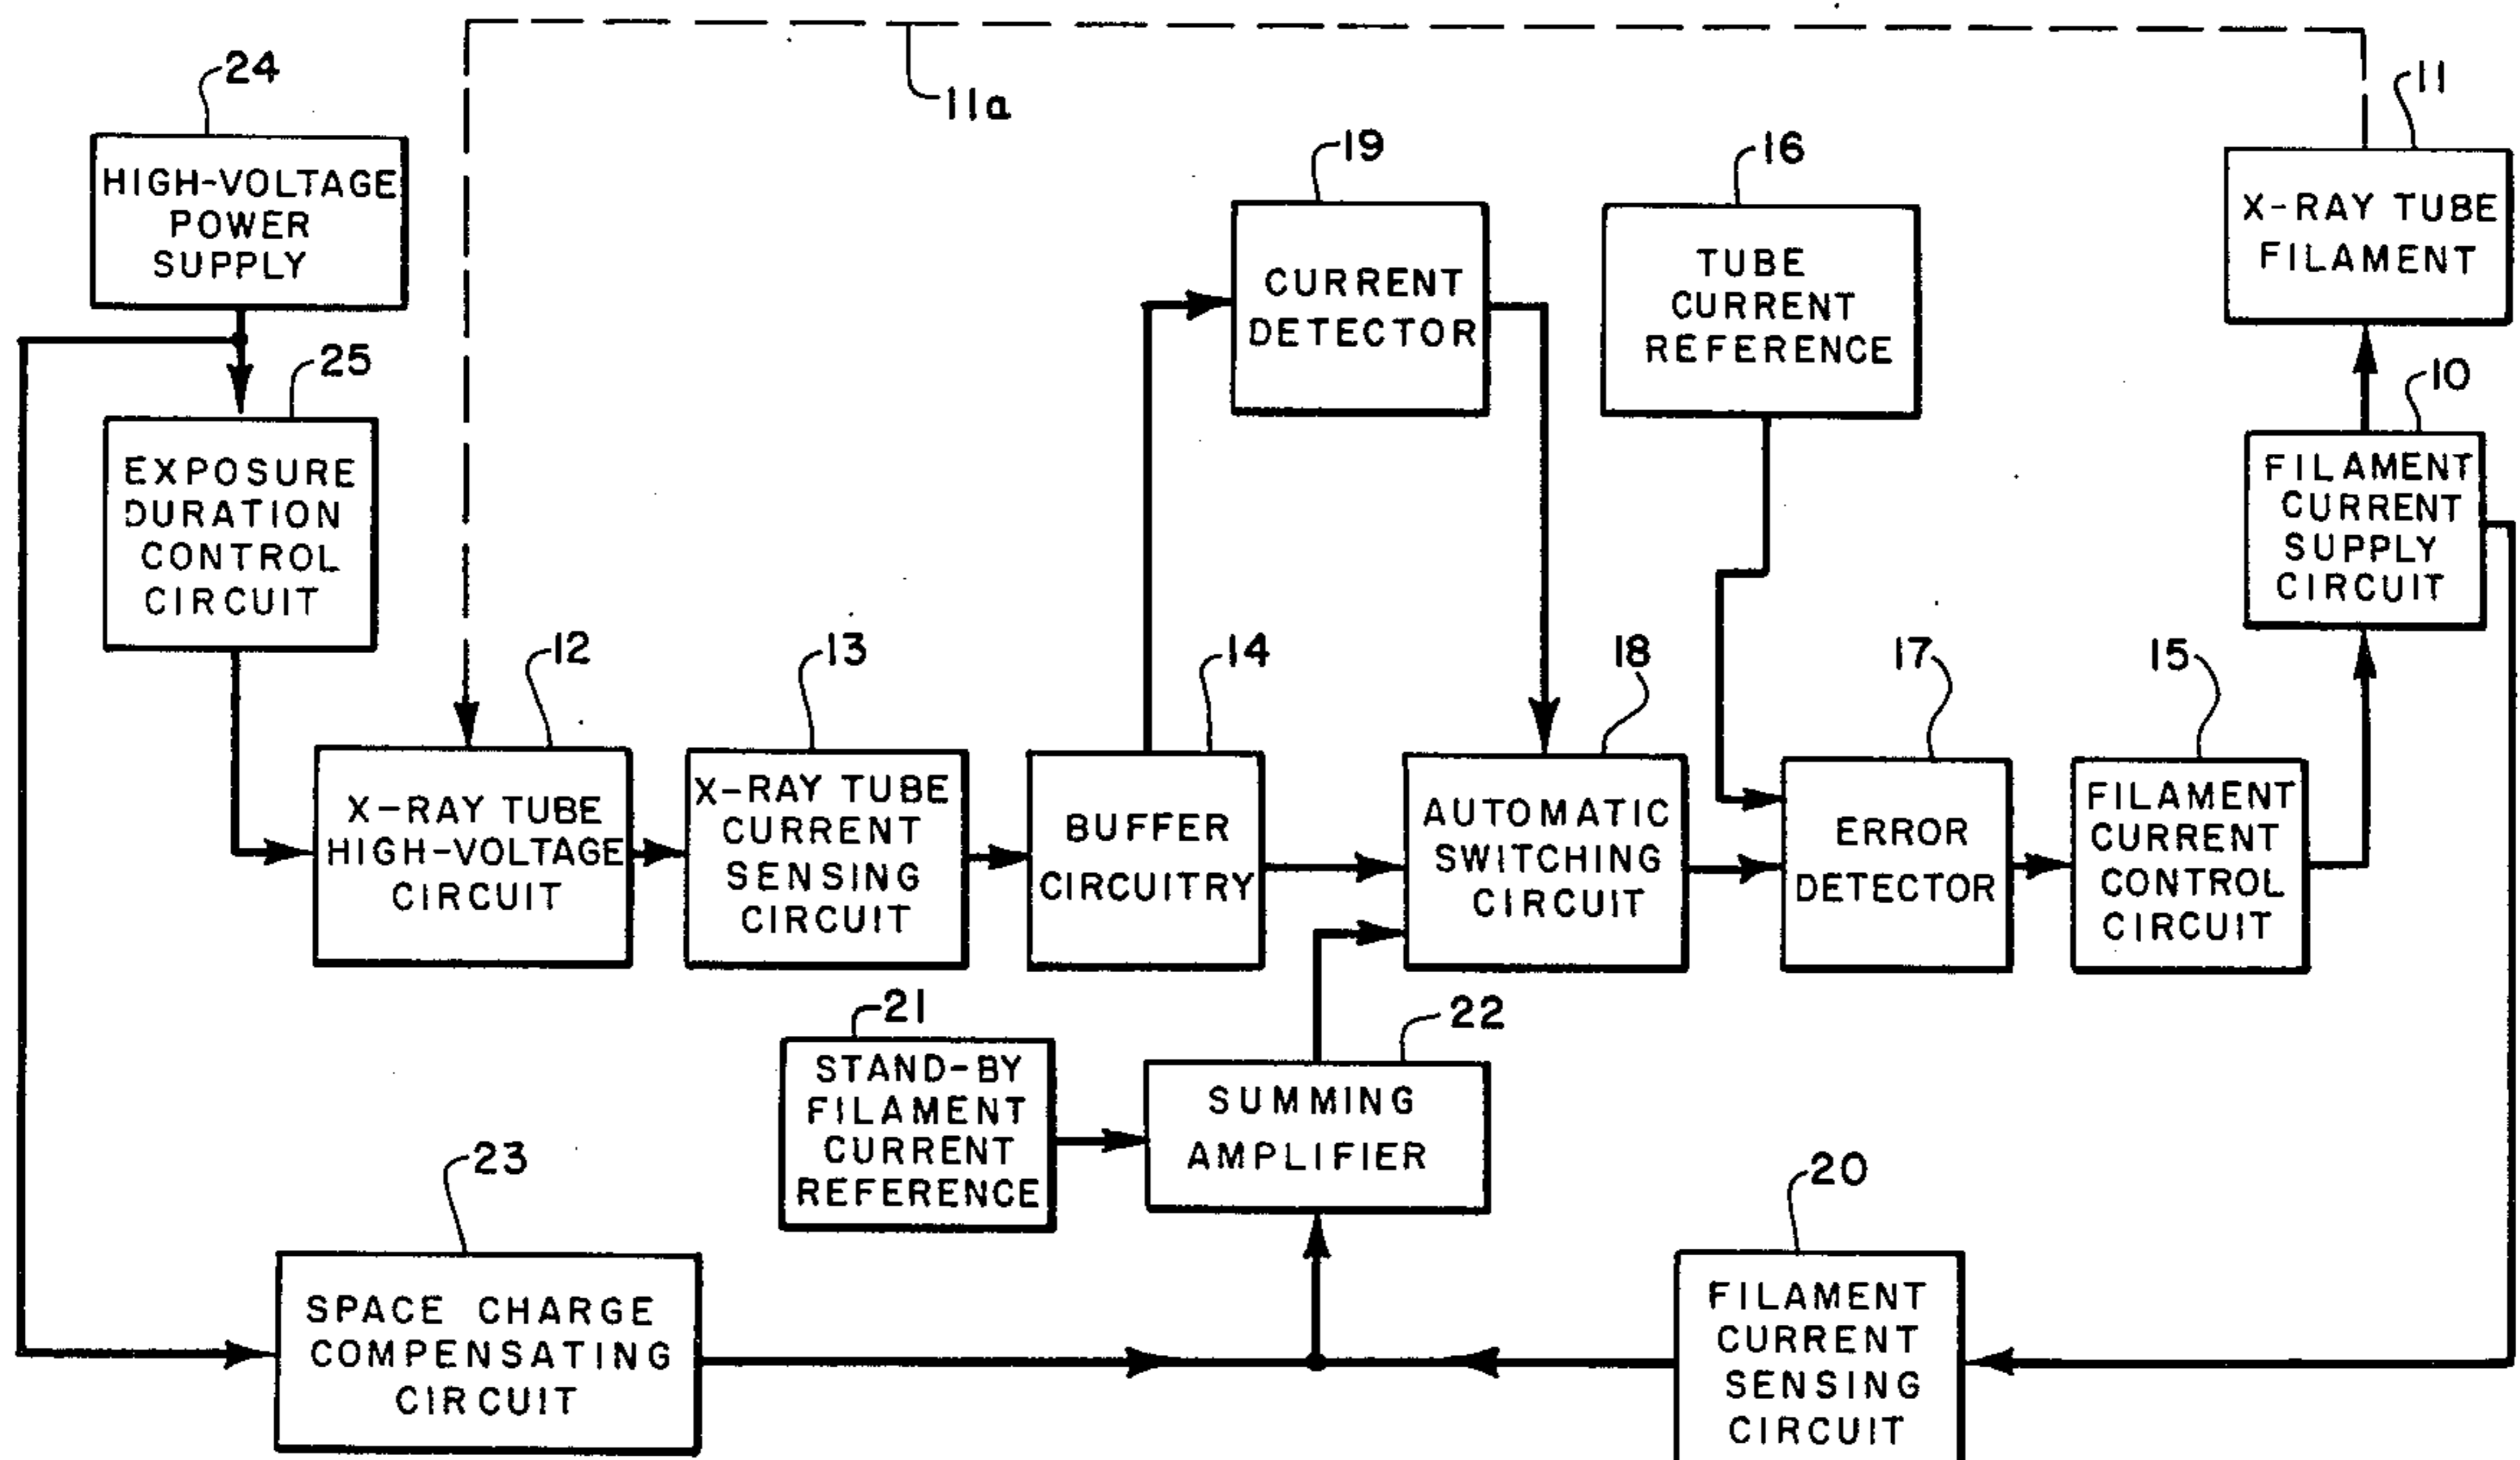 11a
24
HIGH-VOLTAGE
POWER
SUPPLY
19
CURRENT
DETECTOR
16
TUBE
CURRENT
REFERENCE
11
X-RAY TUBE
FILAMENT
25
EXPOSURE
DURATION
CONTROL
CIRCUIT
10
FILAMENT
CURRENT
SUPPLY
CIRCUIT
12
X-RAY TUBE
HIGH-VOLTAGE
CIRCUIT
13
X-RAY TUBE
CURRENT
SENSING
CIRCUIT
14
BUFFER
CIRCUITRY
18
AUTOMATIC
SWITCHING
CIRCUIT
17
ERROR
DETECTOR
15
FILAMENT
CURRENT
CONTROL
CIRCUIT
21
STAND-BY
FILAMENT
CURRENT
REFERENCE
22
SUMMING
AMPLIFIER
23
SPACE CHARGE
COMPENSATING
CIRCUIT
20
FILAMENT
CURRENT
SENSING
CIRCUIT